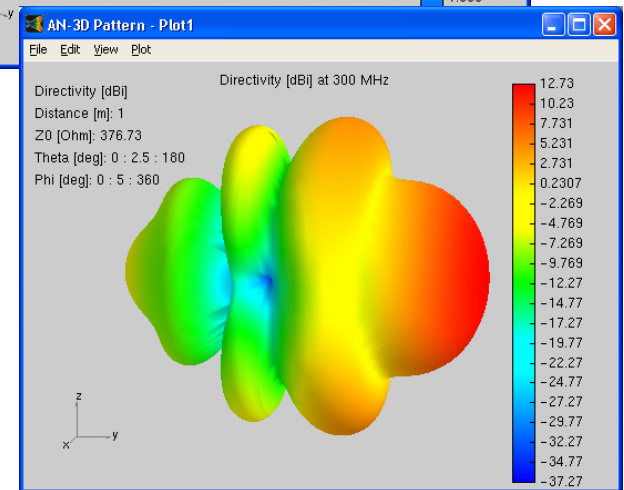 y
AN-3D Pattern - Plot1
File Edit View Plot
Directivity [dBi] at 300 MHz
Directivity [dBi]
Distance [m]: 1
Z0 [Ohm]: 376.73
Theta [deg]: 0 : 2.5 : 180
Phi [deg]: 0 : 5 : 360
12.73
10.23
7.731
5.231
2.731
0.2307
-2.269
-4.769
-7.269
-9.769
-12.27
-14.77
-17.27
-19.77
-22.27
-24.77
-27.27
-29.77
-32.27
-34.77
-37.27
z
x y